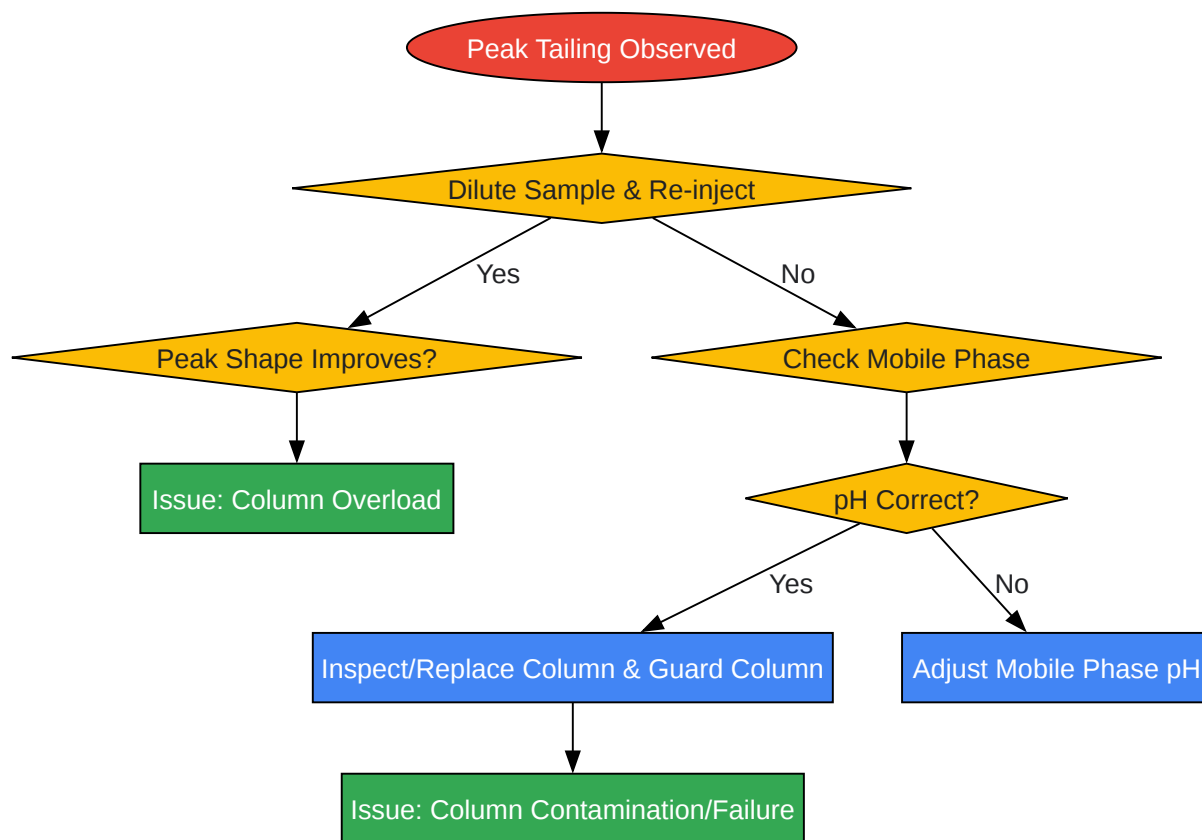 Peak Tailing Observed
Dilute Sample & Re-inject
Yes
No
Peak Shape Improves?
Check Mobile Phase
Issue: Column Overload
pH Correct?
Yes
No
Inspect/Replace Column & Guard Column
Adjust Mobile Phase pH
Issue: Column Contamination/Failure